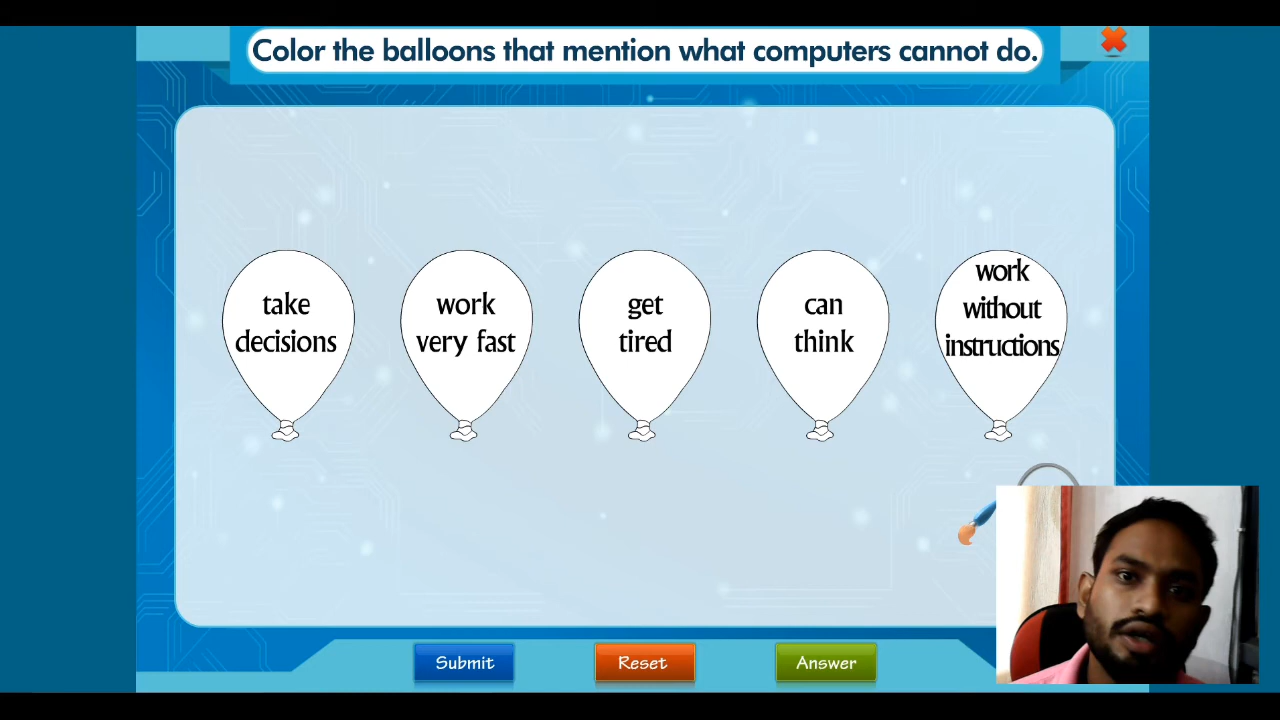 Color the balloons that mention what computers cannot do.
take
decisions
work
very fast
get
tired
can
think
work
without
instructions
Submit
Reset
Answer